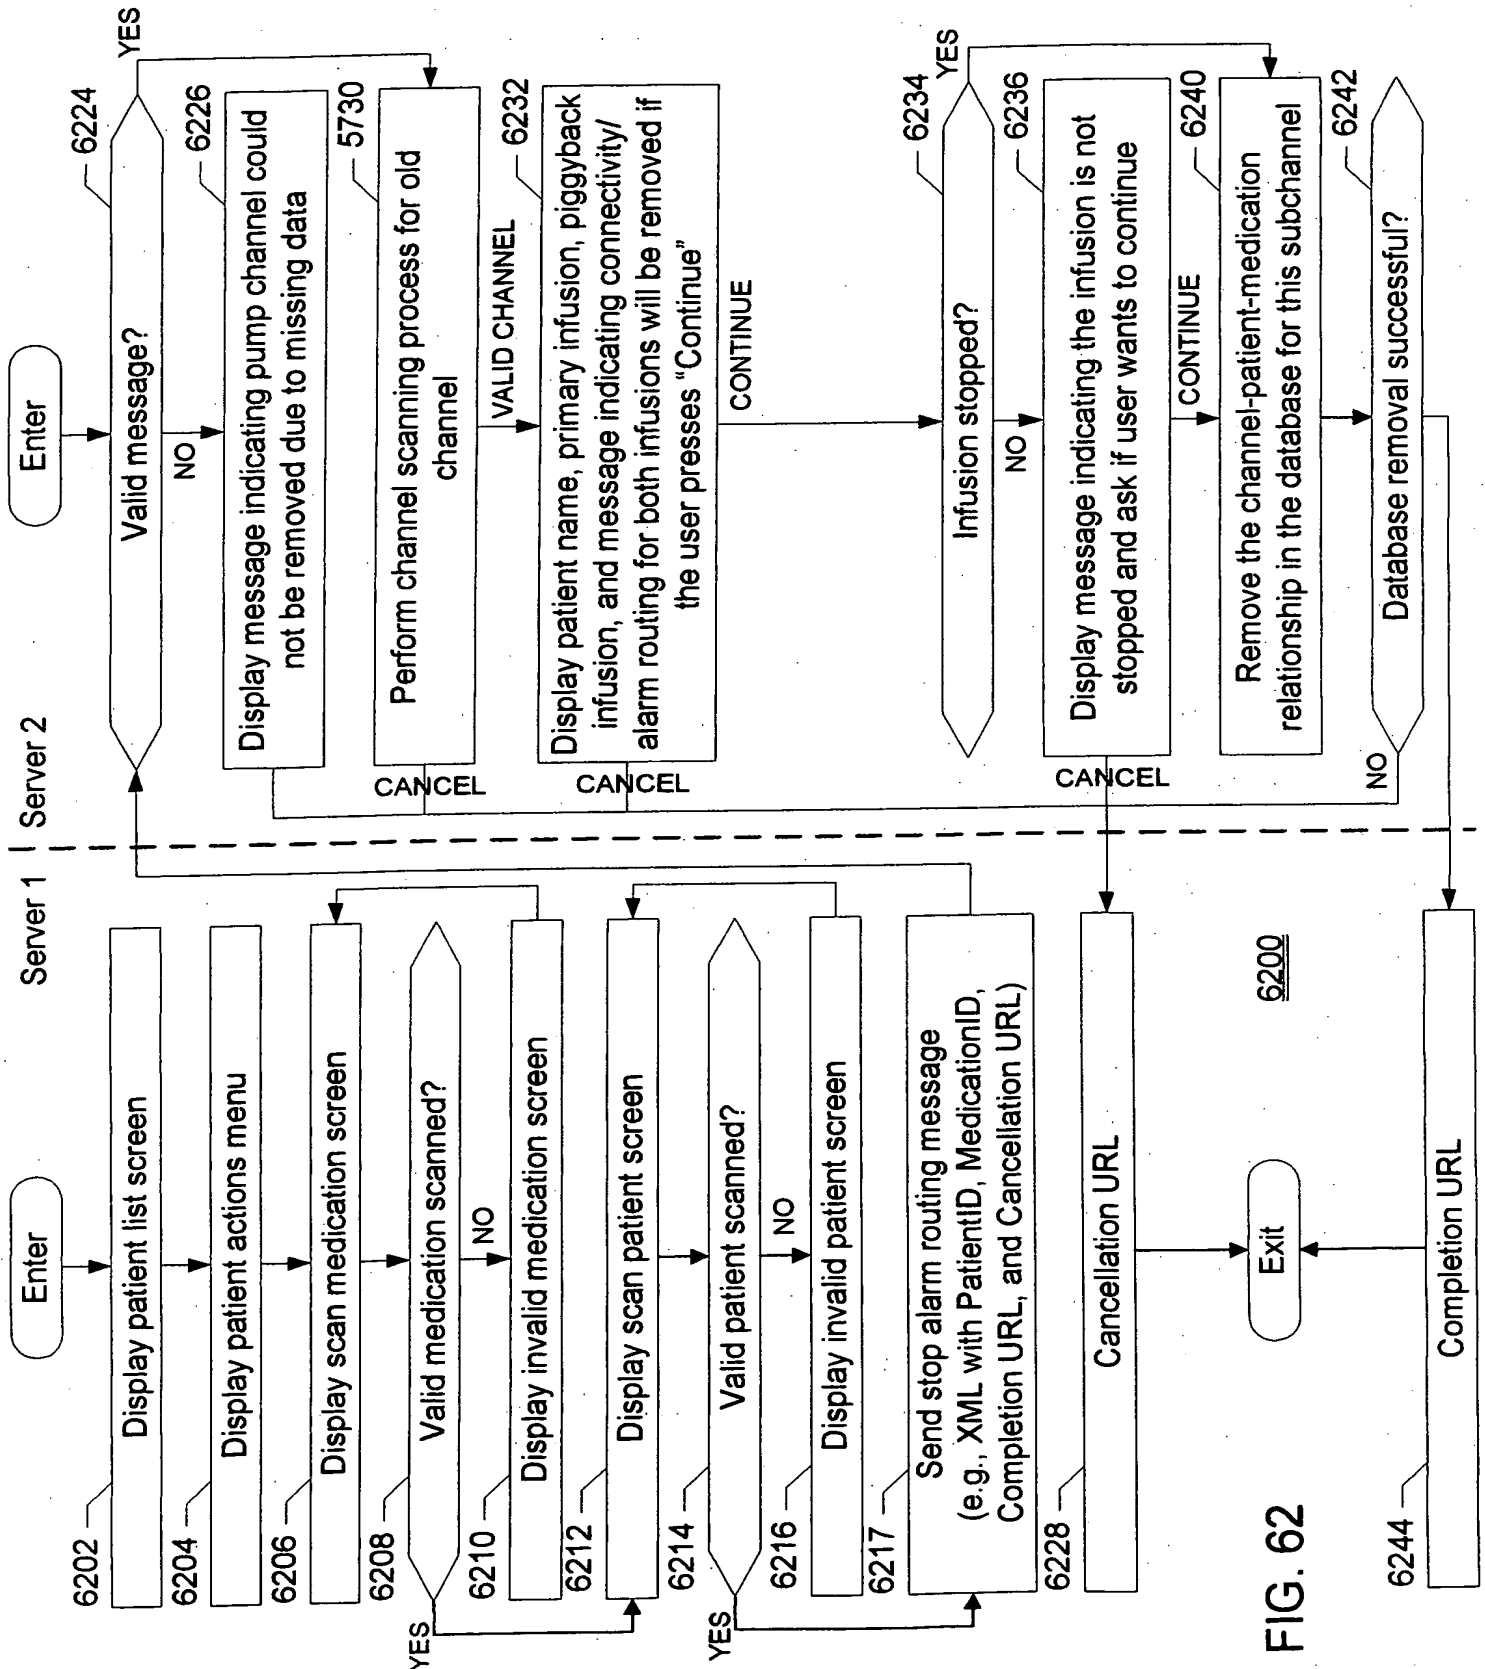 Server 1
Server 2
Enter
6202
Display patient list screen
6204
Display patient actions menu
6206
Display scan medication screen
6208
Valid medication scanned?
YES
NO
6210
Display invalid medication screen
6212
Display scan patient screen
6214
Valid patient scanned?
YES
NO
6216
Display invalid patient screen
6217
Send stop alarm routing message
(e.g., XML with PatientID, MedicationID,
Completion URL, and Cancellation URL)
6228
Cancellation URL
Exit
6200
6244
Completion URL
Enter
6224
Valid message?
YES
NO
6226
Display message indicating pump channel could
not be removed due to missing data
5730
Perform channel scanning process for old
channel
CANCEL
VALID CHANNEL
6232
Display patient name, primary infusion, piggyback
infusion, and message indicating connectivity/
alarm routing for both infusions will be removed if
the user presses “Continue”
CANCEL
CONTINUE
6234
Infusion stopped?
YES
NO
6236
Display message indicating the infusion is not
stopped and ask if user wants to continue
CANCEL
CONTINUE
6240
Remove the channel-patient-medication
relationship in the database for this subchannel
6242
Database removal successful?
NO
FIG. 62